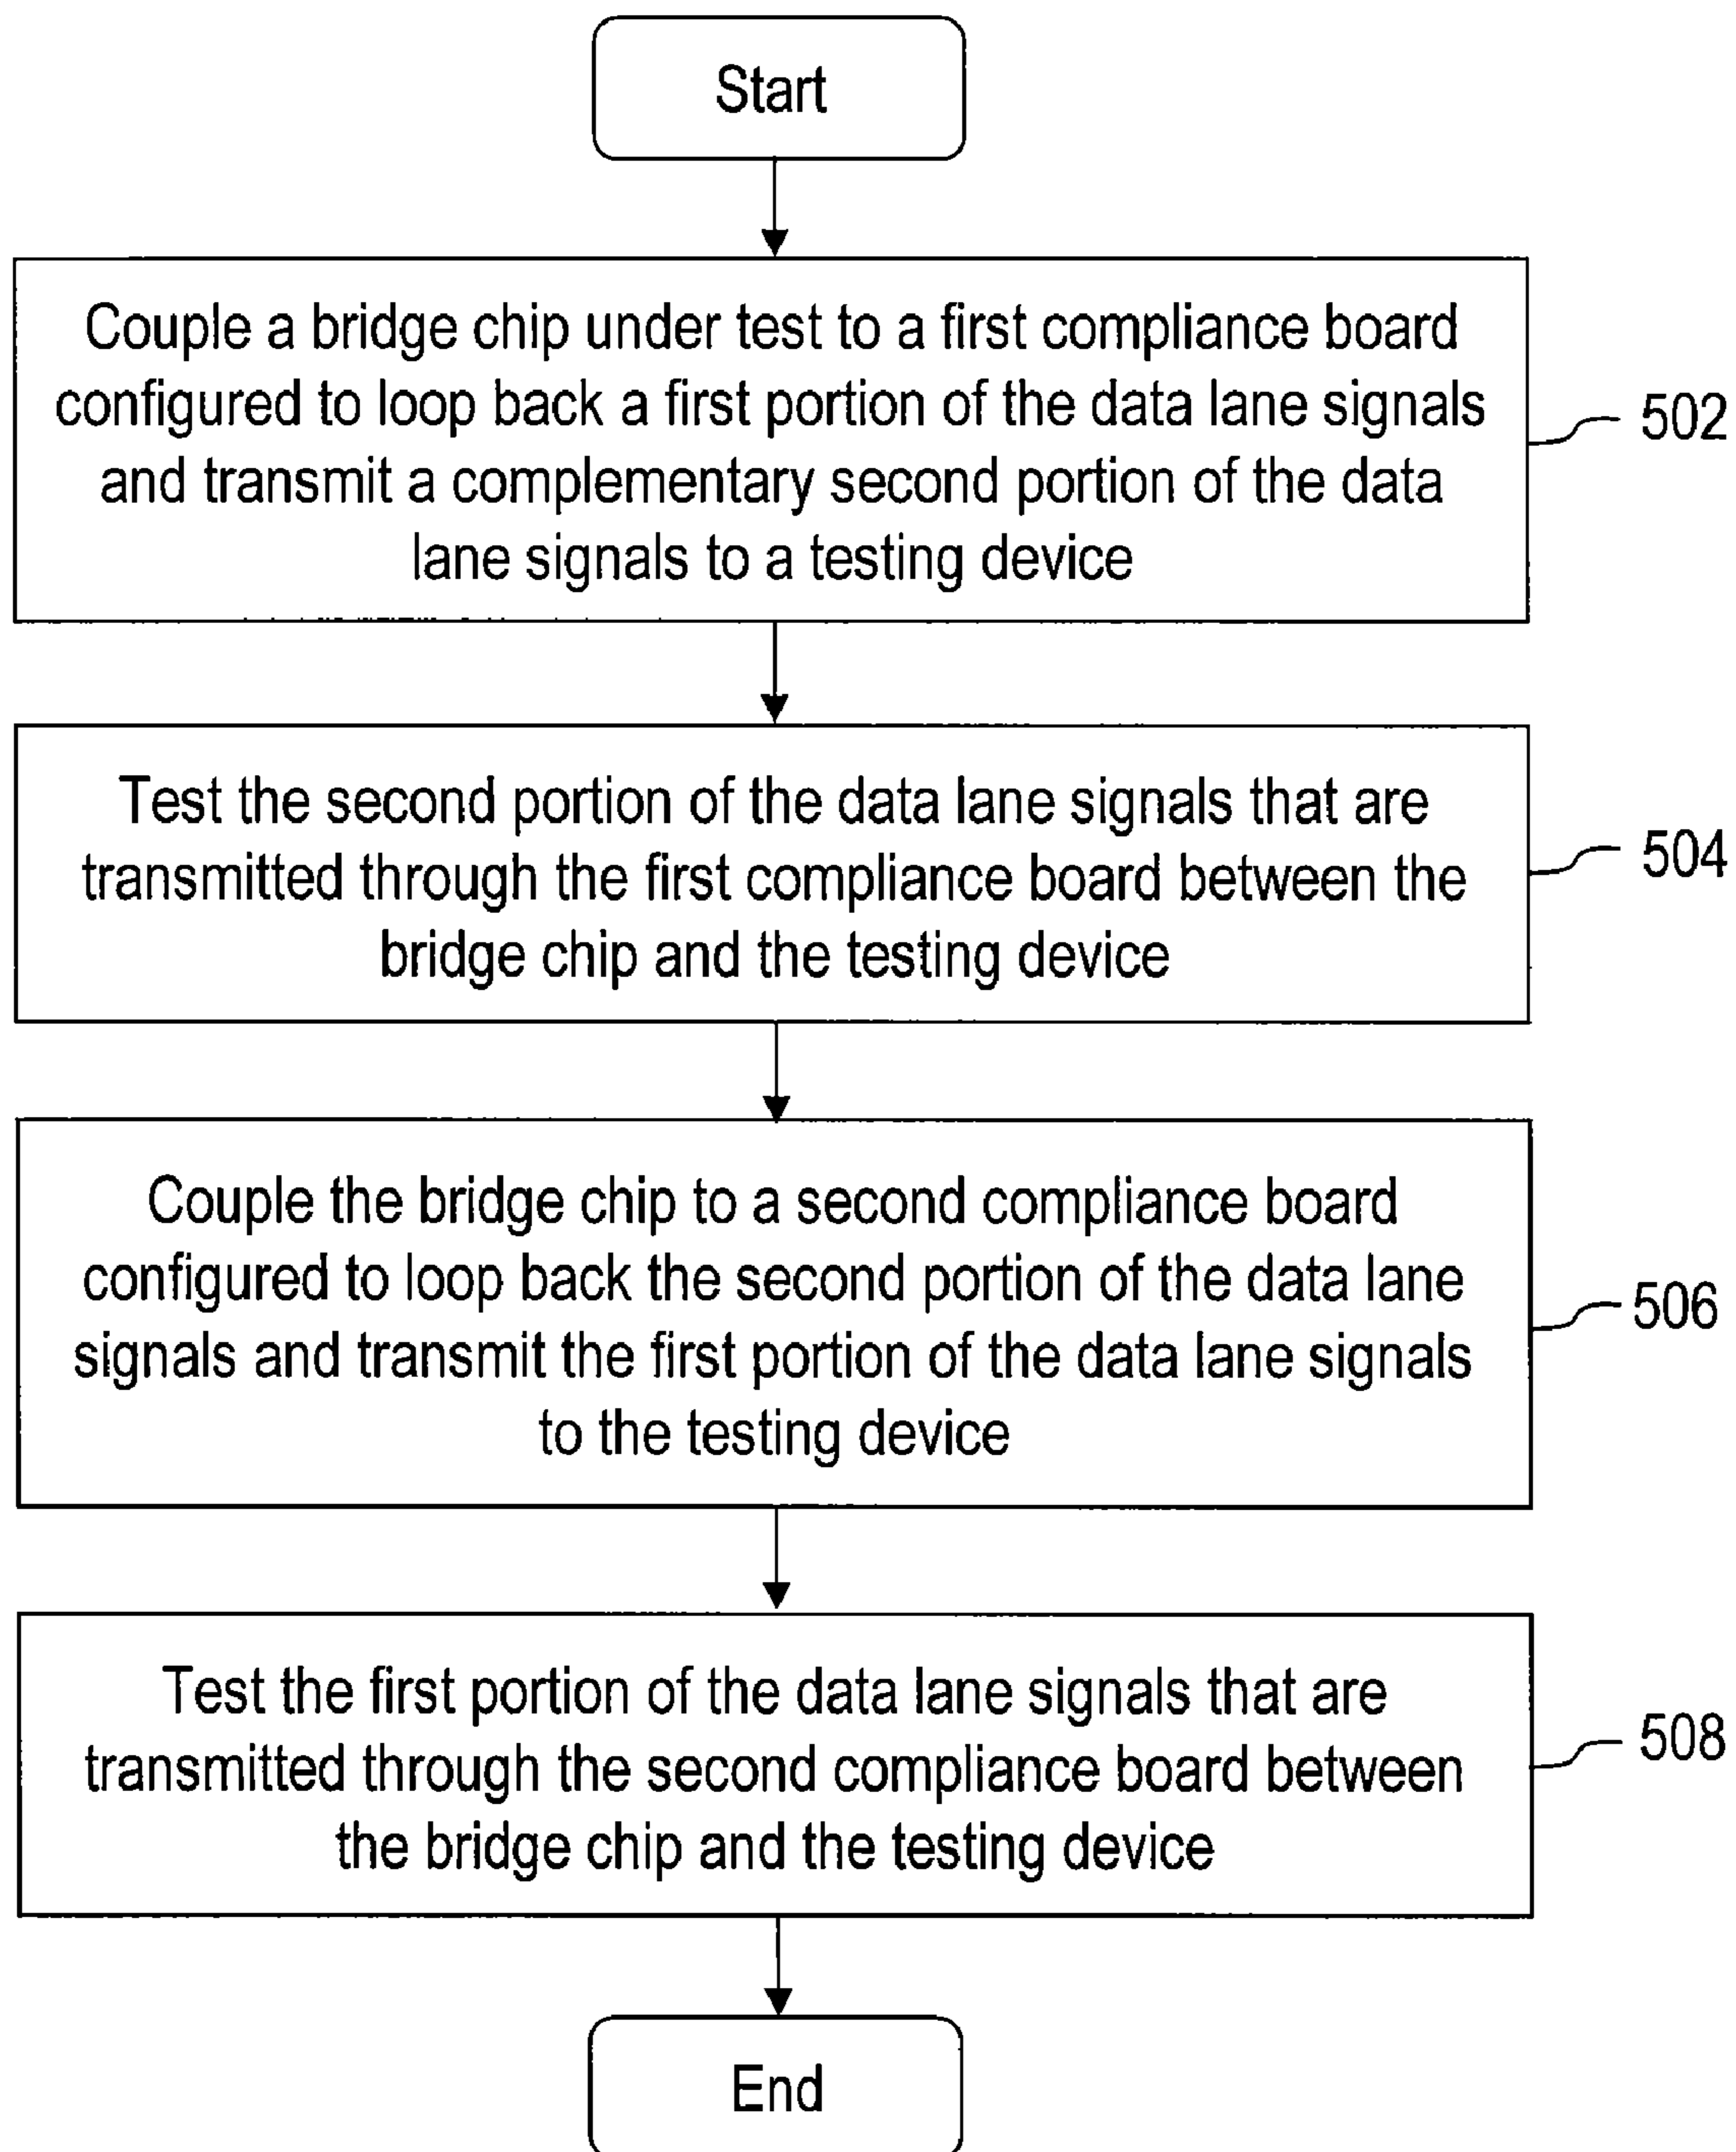 Start
Couple a bridge chip under test to a first compliance board
configured to loop back a first portion of the data lane signals
and transmit a complementary second portion of the data
lane signals to a testing device
502
Test the second portion of the data lane signals that are
transmitted through the first compliance board between the
bridge chip and the testing device
504
Couple the bridge chip to a second compliance board
configured to loop back the second portion of the data lane
signals and transmit the first portion of the data lane signals
to the testing device
506
Test the first portion of the data lane signals that are
transmitted through the second compliance board between
the bridge chip and the testing device
508
End